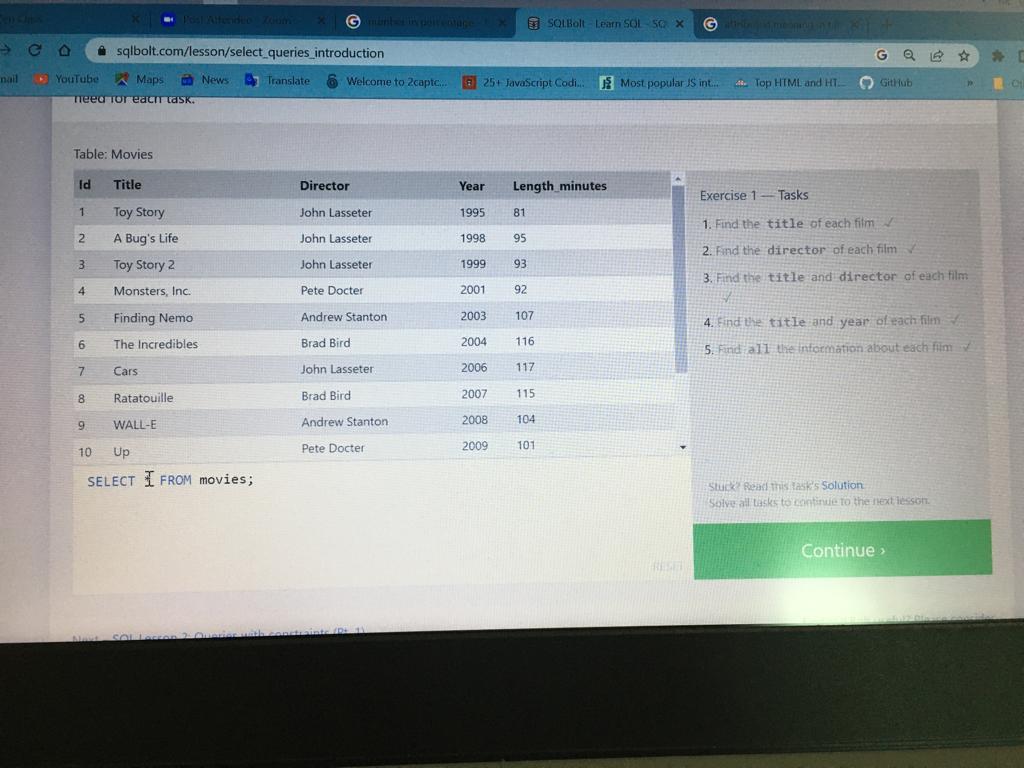 Post Attendee - Zoom
SQLBolt - Learn SQL - SQ
sqlbolt.com/lesson/select_queries_introduction
YouTube Maps News Translate Welcome to 2captc... 25+ JavaScript Codi... Most popular JS int... Top HTML and HT... GitHub »
need for each task.
Table: Movies
Id Title Director Year Length_minutes
1 Toy Story John Lasseter 1995 81
2 A Bug's Life John Lasseter 1998 95
3 Toy Story 2 John Lasseter 1999 93
4 Monsters, Inc. Pete Docter 2001 92
5 Finding Nemo Andrew Stanton 2003 107
6 The Incredibles Brad Bird 2004 116
7 Cars John Lasseter 2006 117
8 Ratatouille Brad Bird 2007 115
9 WALL-E Andrew Stanton 2008 104
10 Up Pete Docter 2009 101
SELECT * FROM movies;
RESET
Exercise 1 — Tasks
1. Find the title of each film ✓
2. Find the director of each film ✓
3. Find the title and director of each film
✓
4. Find the title and year of each film ✓
5. Find all the information about each film ✓
Stuck? Read this task's Solution.
Solve all tasks to continue to the next lesson.
Continue ›
Next – SQL Lesson 2: Queries with constraints (Pt. 1)